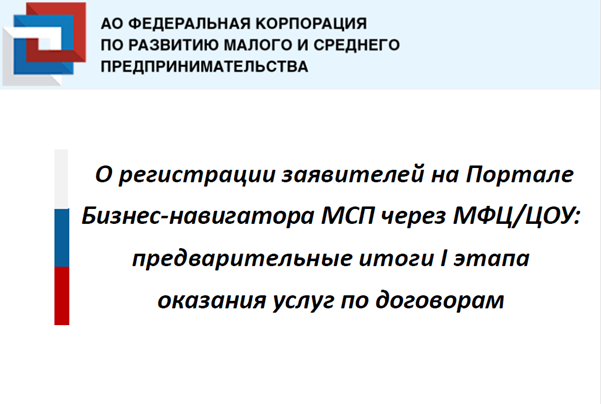 АО ФЕДЕРАЛЬНАЯ КОРПОРАЦИЯ
ПО РАЗВИТИЮ МАЛОГО И СРЕДНЕГО
ПРЕДПРИНИМАТЕЛЬСТВА
О регистрации заявителей на Портале
Бизнес-навигатора МСП через МФЦ/ЦОУ:
предварительные итоги I этапа
оказания услуг по договорам